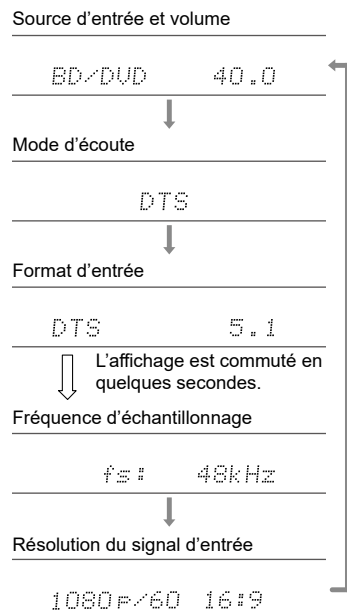 Source d'entrée et volume
BD/DVD 40.0
Mode d'écoute
DTS
Format d'entrée
DTS 5.1
L'affichage est commuté en
quelques secondes.
Fréquence d'échantillonnage
fs: 48kHz
Résolution du signal d'entrée
1080p/60 16:9